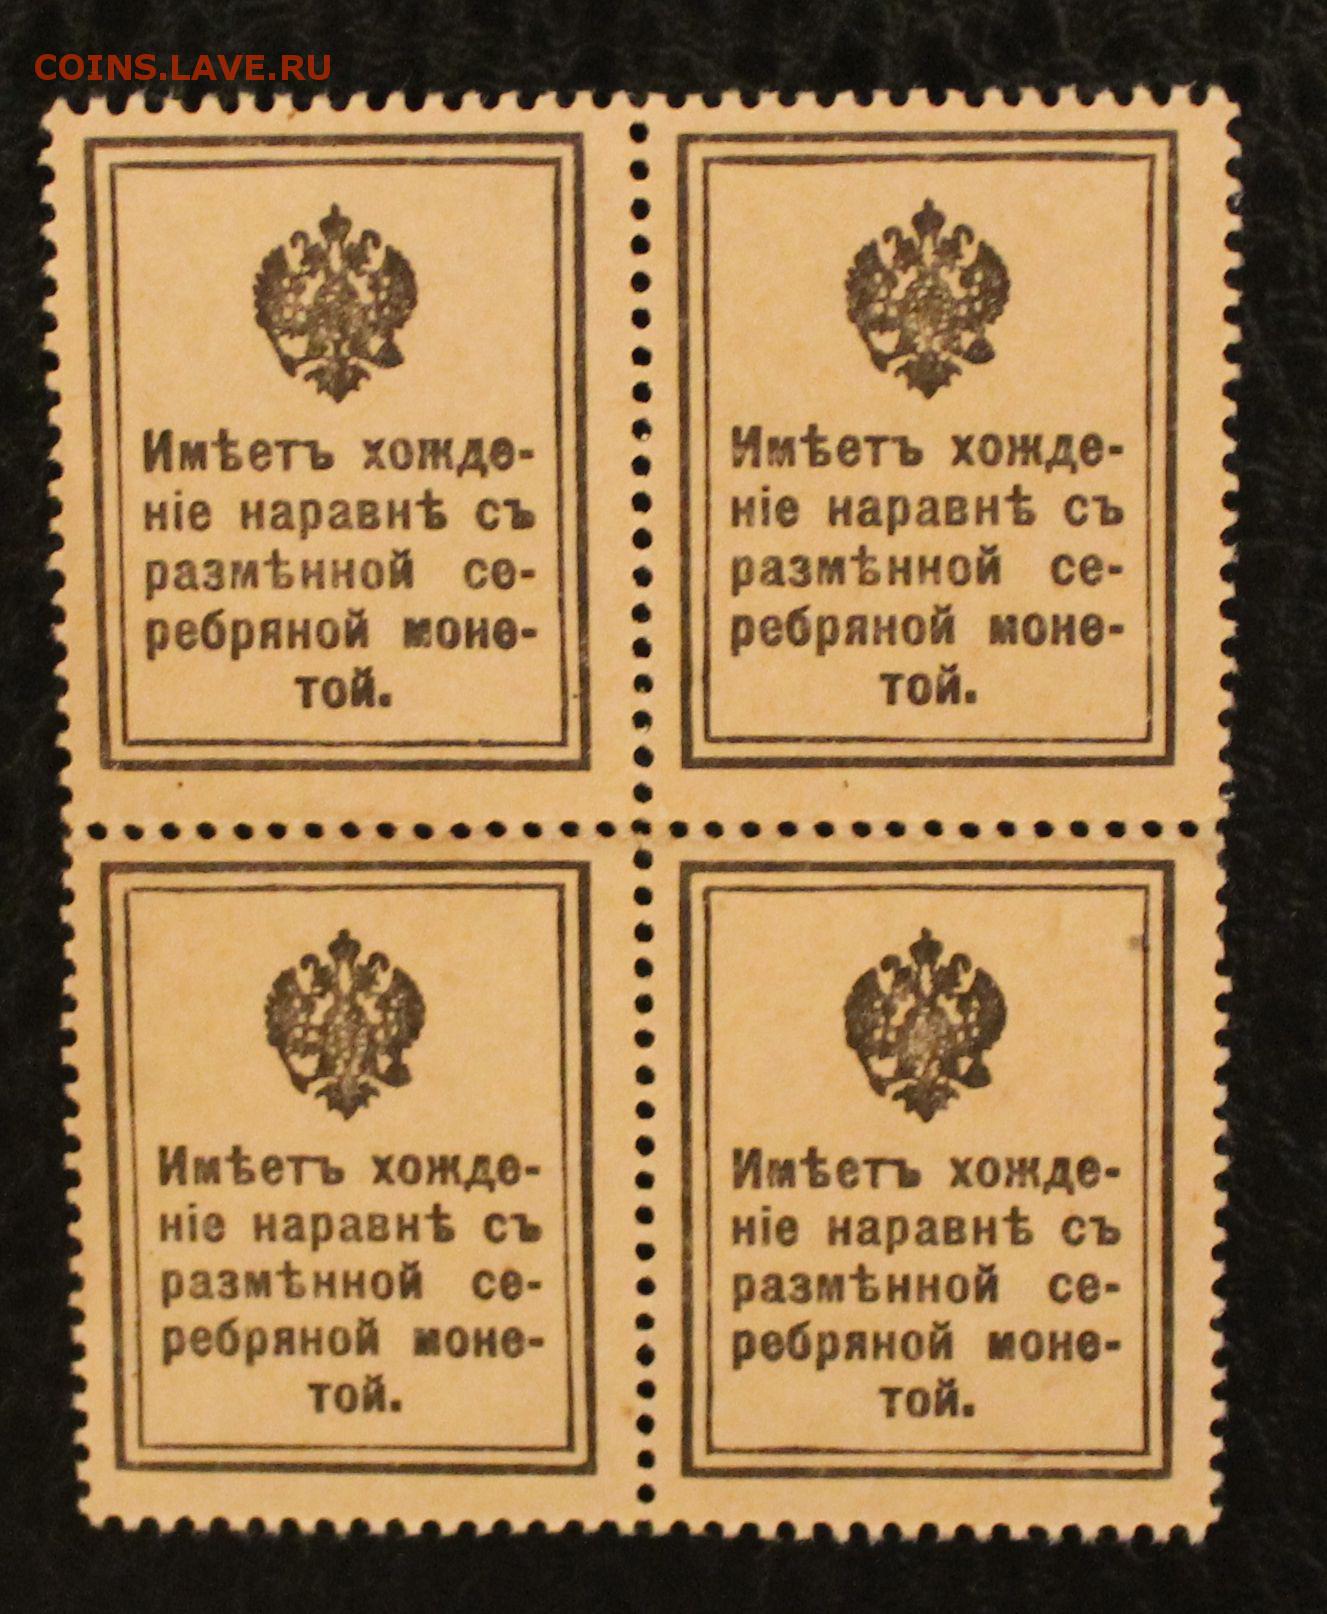 COINS.LAVE.RU
Имѣетъ хожде-
ніе наравнѣ съ
размѣнной се-
ребряной моне-
той.
Имѣетъ хожде-
ніе наравнѣ съ
размѣнной се-
ребряной моне-
той.
Имѣетъ хожде-
ніе наравнѣ съ
размѣнной се-
ребряной моне-
той.
Имѣетъ хожде-
ніе наравнѣ съ
размѣнной се-
ребряной моне-
той.